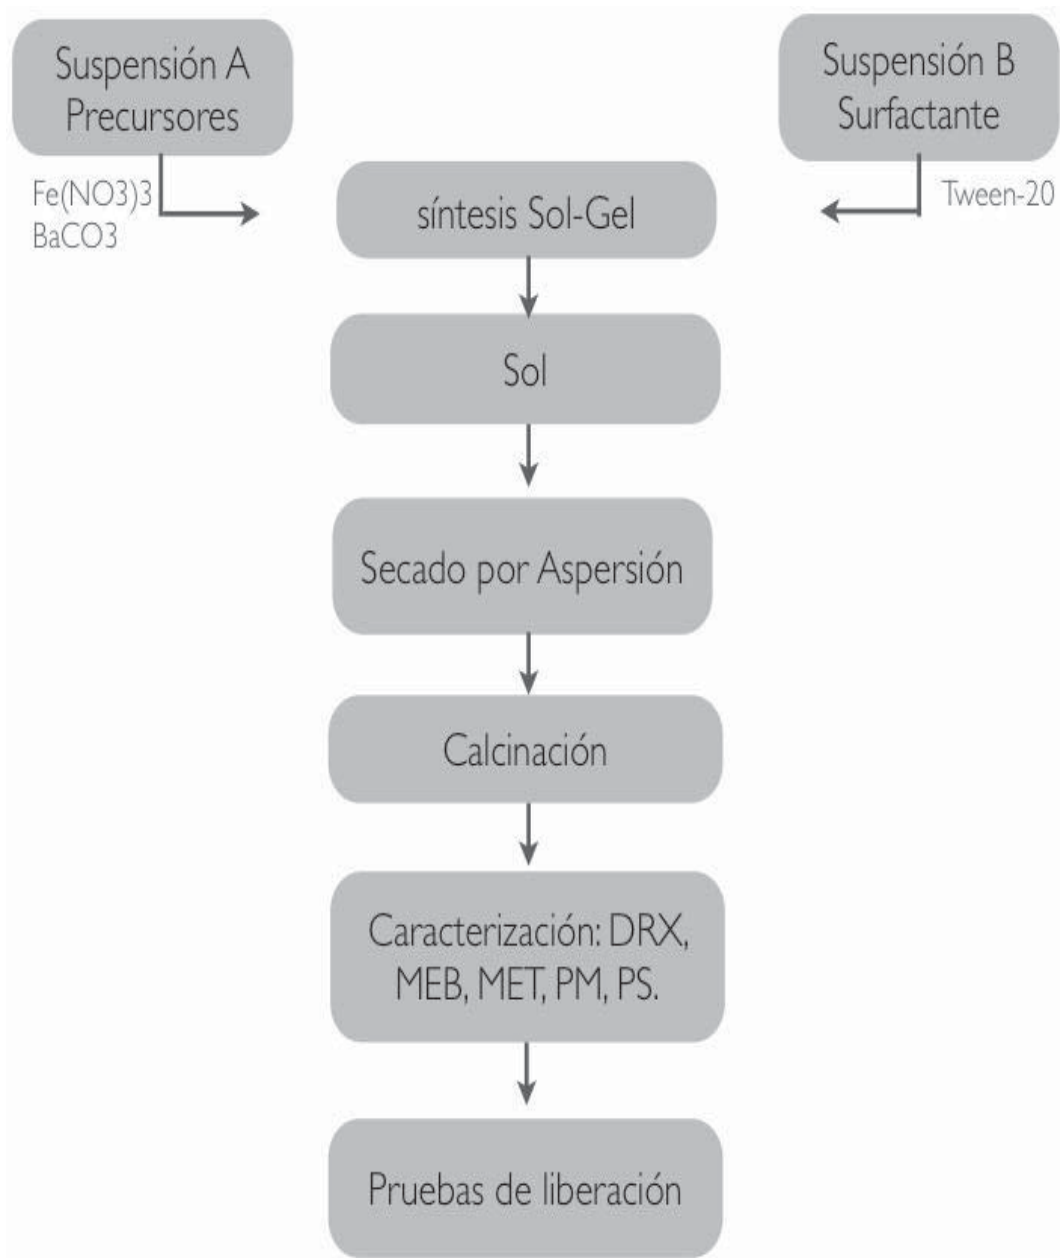 Suspensión A
Precursores
Suspensión B
Surfactante
Fe(NO3)3
BaCO3
Tween-20
síntesis Sol-Gel
Sol
Secado por Aspersión
Calcinación
Caracterización: DRX,
MEB, MET, PM, PS.
Pruebas de liberación